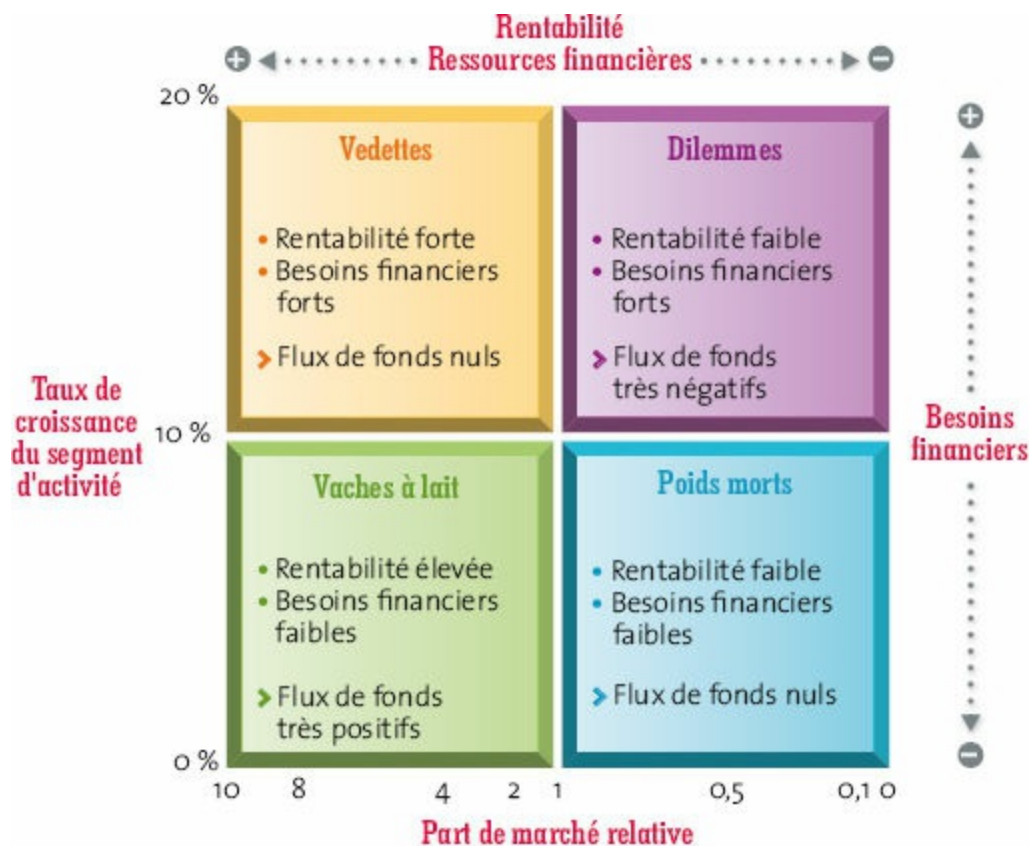 Rentabilité
Ressources financières
+
−
20 %
Vedettes
• Rentabilité forte
• Besoins financiers
forts
> Flux de fonds nuls
Dilemmes
• Rentabilité faible
• Besoins financiers
forts
> Flux de fonds
très négatifs
+
Taux de
croissance
du segment
d'activité
10 %
Besoins
financiers
Vaches à lait
• Rentabilité élevée
• Besoins financiers
faibles
> Flux de fonds
très positifs
Poids morts
• Rentabilité faible
• Besoins financiers
faibles
> Flux de fonds nuls
−
0 %
10 8 4 2 1 0,5 0,1 0
Part de marché relative